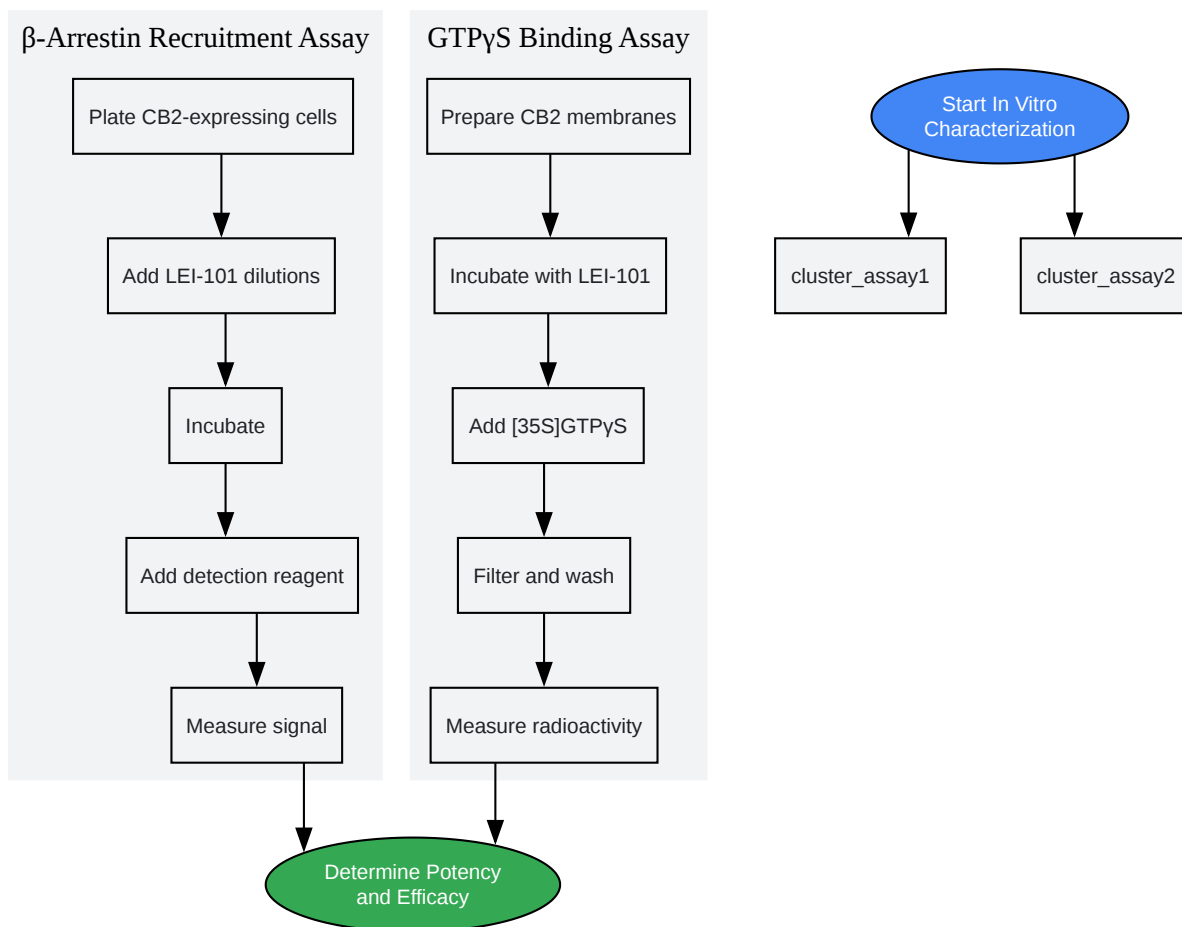 β-Arrestin Recruitment Assay
Plate CB2-expressing cells
Add LEI-101 dilutions
Incubate
Add detection reagent
Measure signal
GTPγS Binding Assay
Prepare CB2 membranes
Incubate with LEI-101
Add [35S]GTPγS
Filter and wash
Measure radioactivity
Determine Potency
and Efficacy
Start In Vitro
Characterization
cluster_assay1
cluster_assay2